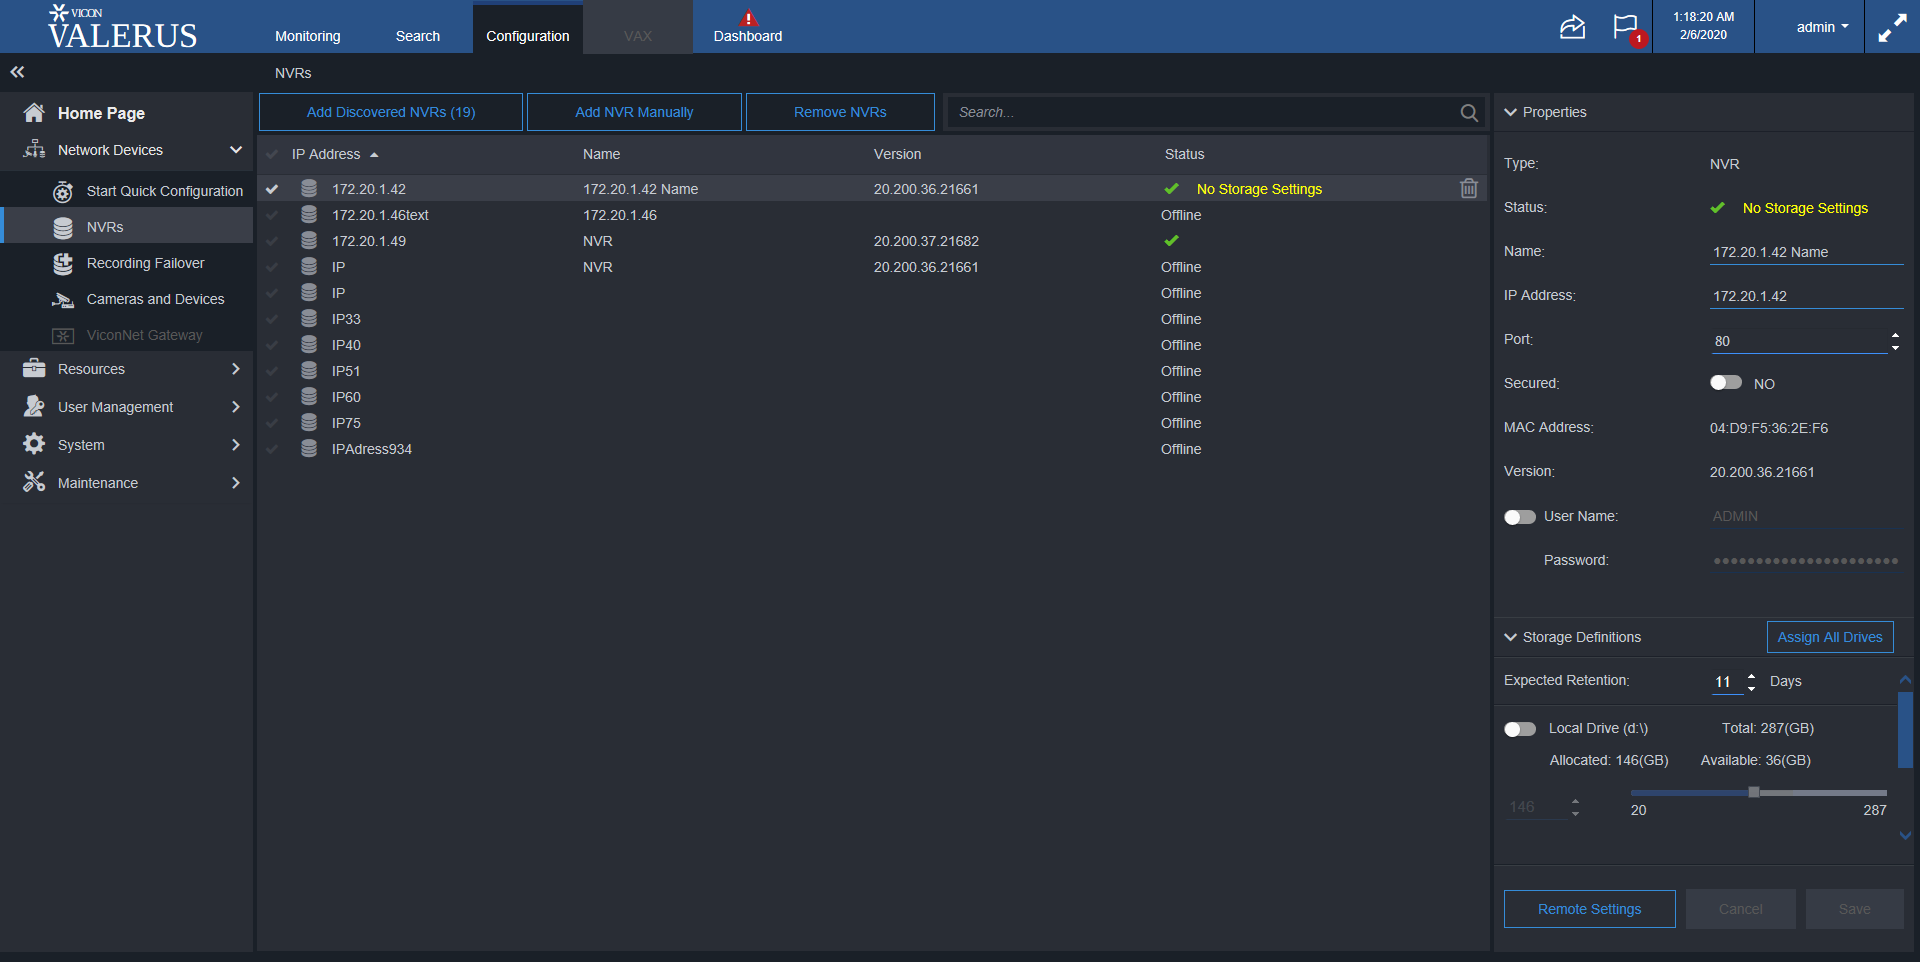 VICON
VALERUS
Monitoring
Search
Configuration
VAX
Dashboard
1
1:18:20 AM
2/6/2020
admin
NVRs
Home Page
Network Devices
Start Quick Configuration
NVRs
Recording Failover
Cameras and Devices
ViconNet Gateway
Resources
User Management
System
Maintenance
Add Discovered NVRs (19)
Add NVR Manually
Remove NVRs
Search...
IP Address Name Version Status
172.20.1.42 172.20.1.42 Name 20.200.36.21661 No Storage Settings
172.20.1.46text 172.20.1.46 Offline
172.20.1.49 NVR 20.200.37.21682
IP NVR 20.200.36.21661 Offline
IP Offline
IP33 Offline
IP40 Offline
IP51 Offline
IP60 Offline
IP75 Offline
IPAdress934 Offline
Properties
Type: NVR
Status: No Storage Settings
Name: 172.20.1.42 Name
IP Address: 172.20.1.42
Port: 80
Secured: NO
MAC Address: 04:D9:F5:36:2E:F6
Version: 20.200.36.21661
User Name: ADMIN
Password:
Storage Definitions
Assign All Drives
Expected Retention: 11 Days
Local Drive (d:\) Total: 287(GB)
Allocated: 146(GB) Available: 36(GB)
146
20 287
Remote Settings
Cancel
Save